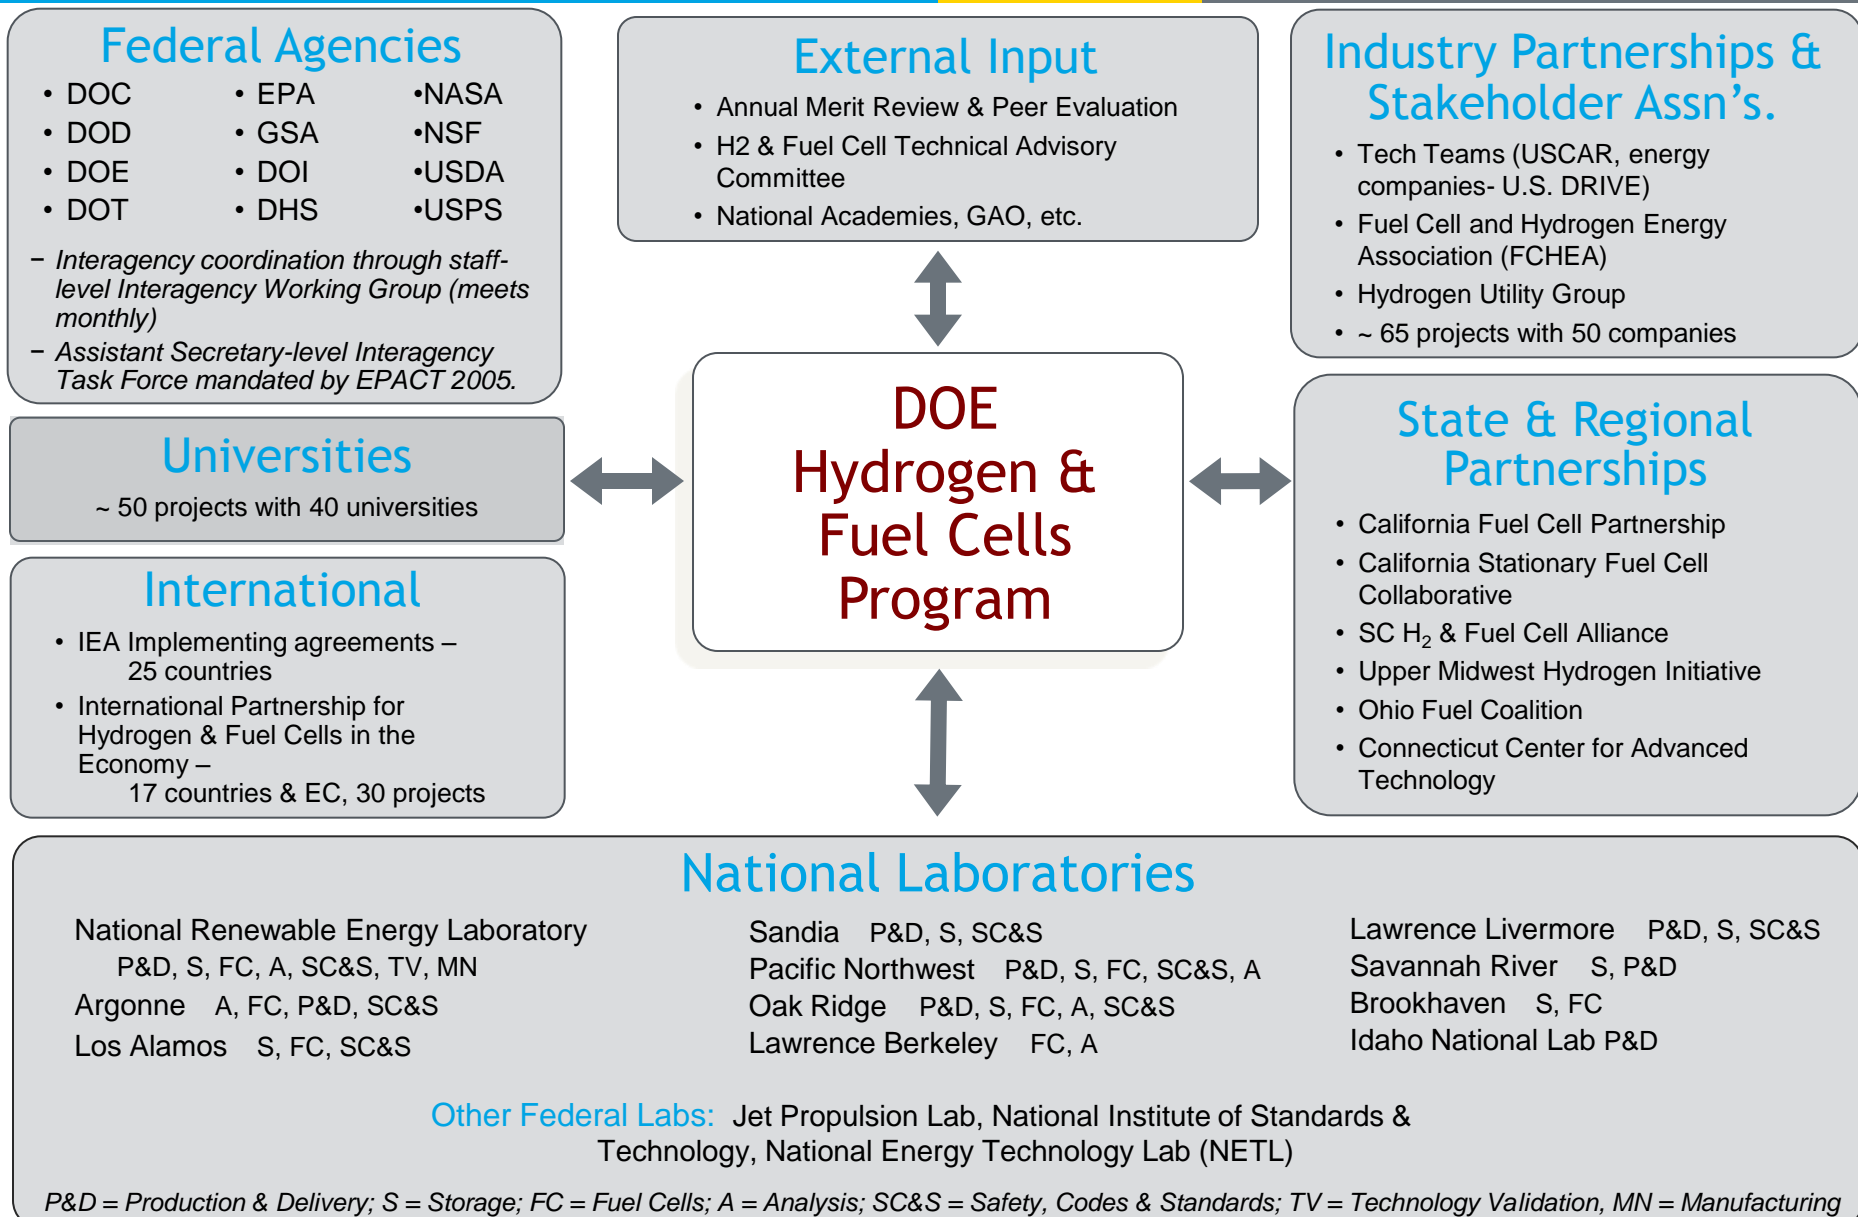 Federal Agencies
• DOC • EPA •NASA
• DOD • GSA •NSF
• DOE • DOI •USDA
• DOT • DHS •USPS
− Interagency coordination through staff-
level Interagency Working Group (meets
monthly)
− Assistant Secretary-level Interagency
Task Force mandated by EPACT 2005.
Universities
~ 50 projects with 40 universities
International
• IEA Implementing agreements –
25 countries
• International Partnership for
Hydrogen & Fuel Cells in the
Economy –
17 countries & EC, 30 projects
External Input
• Annual Merit Review & Peer Evaluation
• H2 & Fuel Cell Technical Advisory
Committee
• National Academies, GAO, etc.
DOE
Hydrogen &
Fuel Cells
Program
Industry Partnerships &
Stakeholder Assn’s.
• Tech Teams (USCAR, energy
companies- U.S. DRIVE)
• Fuel Cell and Hydrogen Energy
Association (FCHEA)
• Hydrogen Utility Group
• ~ 65 projects with 50 companies
State & Regional
Partnerships
• California Fuel Cell Partnership
• California Stationary Fuel Cell
Collaborative
• SC H₂ & Fuel Cell Alliance
• Upper Midwest Hydrogen Initiative
• Ohio Fuel Coalition
• Connecticut Center for Advanced
Technology
National Laboratories
National Renewable Energy Laboratory
P&D, S, FC, A, SC&S, TV, MN
Argonne A, FC, P&D, SC&S
Los Alamos S, FC, SC&S
Sandia P&D, S, SC&S
Pacific Northwest P&D, S, FC, SC&S, A
Oak Ridge P&D, S, FC, A, SC&S
Lawrence Berkeley FC, A
Lawrence Livermore P&D, S, SC&S
Savannah River S, P&D
Brookhaven S, FC
Idaho National Lab P&D
Other Federal Labs: Jet Propulsion Lab, National Institute of Standards &
Technology, National Energy Technology Lab (NETL)
P&D = Production & Delivery; S = Storage; FC = Fuel Cells; A = Analysis; SC&S = Safety, Codes & Standards; TV = Technology Validation, MN = Manufacturing